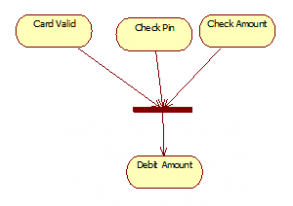 Card Valid
Check Pin
Check Amount
Debit Amount